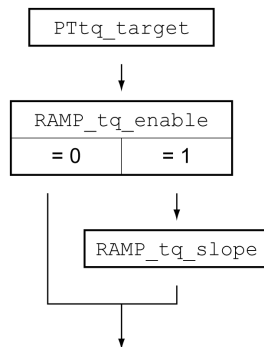 PTtq_target
RAMP_tq_enable
= 0
= 1
RAMP_tq_slope